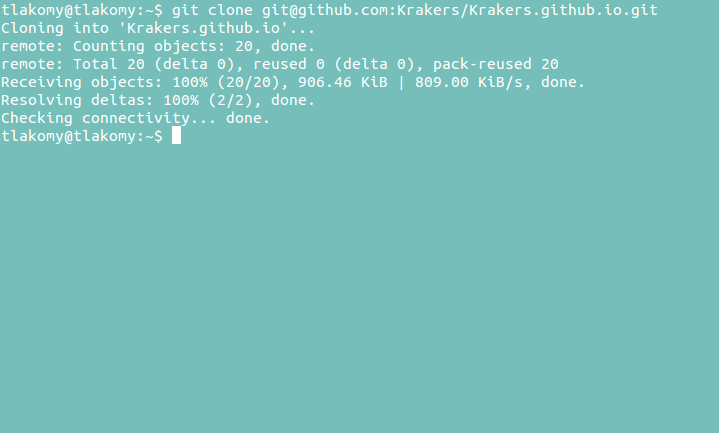 tlakomy@tlakomy:~$ git clone git@github.com:Krakers/Krakers.github.io.git
Cloning into 'Krakers.github.io'...
remote: Counting objects: 20, done.
remote: Total 20 (delta 0), reused 0 (delta 0), pack-reused 20
Receiving objects: 100% (20/20), 906.46 KiB | 809.00 KiB/s, done.
Resolving deltas: 100% (2/2), done.
Checking connectivity... done.
tlakomy@tlakomy:~$